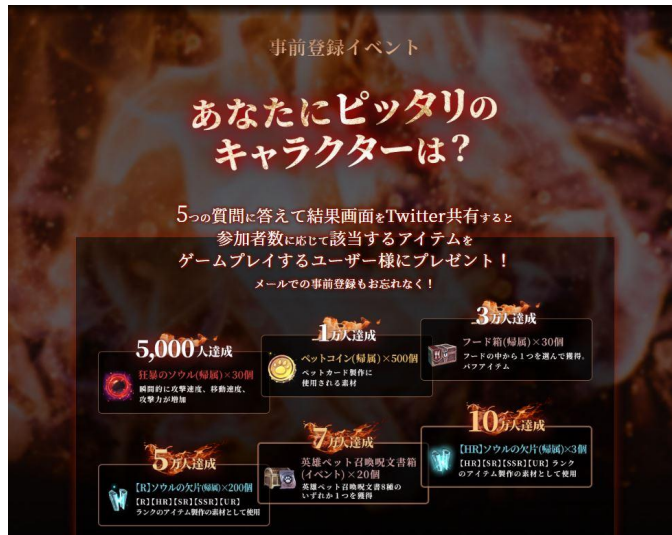 事前登録イベント
あなたにピッタリの
キャラクターは？
5つの質問に答えて結果画面をTwitter共有すると
参加者数に応じて該当するアイテムを
ゲームプレイするユーザー様にプレゼント！
メールでの事前登録もお忘れなく！
5,000人達成
狂暴のソウル(帰属)×30個
瞬間的に攻撃速度、移動速度、
攻撃力が増加
1万人達成
ペットコイン(帰属)×500個
ペットカード製作に
使用される素材
3万人達成
フード箱(帰属)×30個
フードの中から１つを選んで獲得。
バフアイテム
5万人達成
【R】ソウルの欠片(帰属)×200個
【R】【HR】【SR】【SSR】【UR】
ランクのアイテム製作の素材として使用
7万人達成
英雄ペット召喚呪文書箱
(イベント)×20個
英雄ペット召喚呪文書8種の
いずれか１つを獲得
10万人達成
【HR】ソウルの欠片(帰属)×3個
【HR】【SR】【SSR】【UR】ランク
のアイテム製作の素材として使用